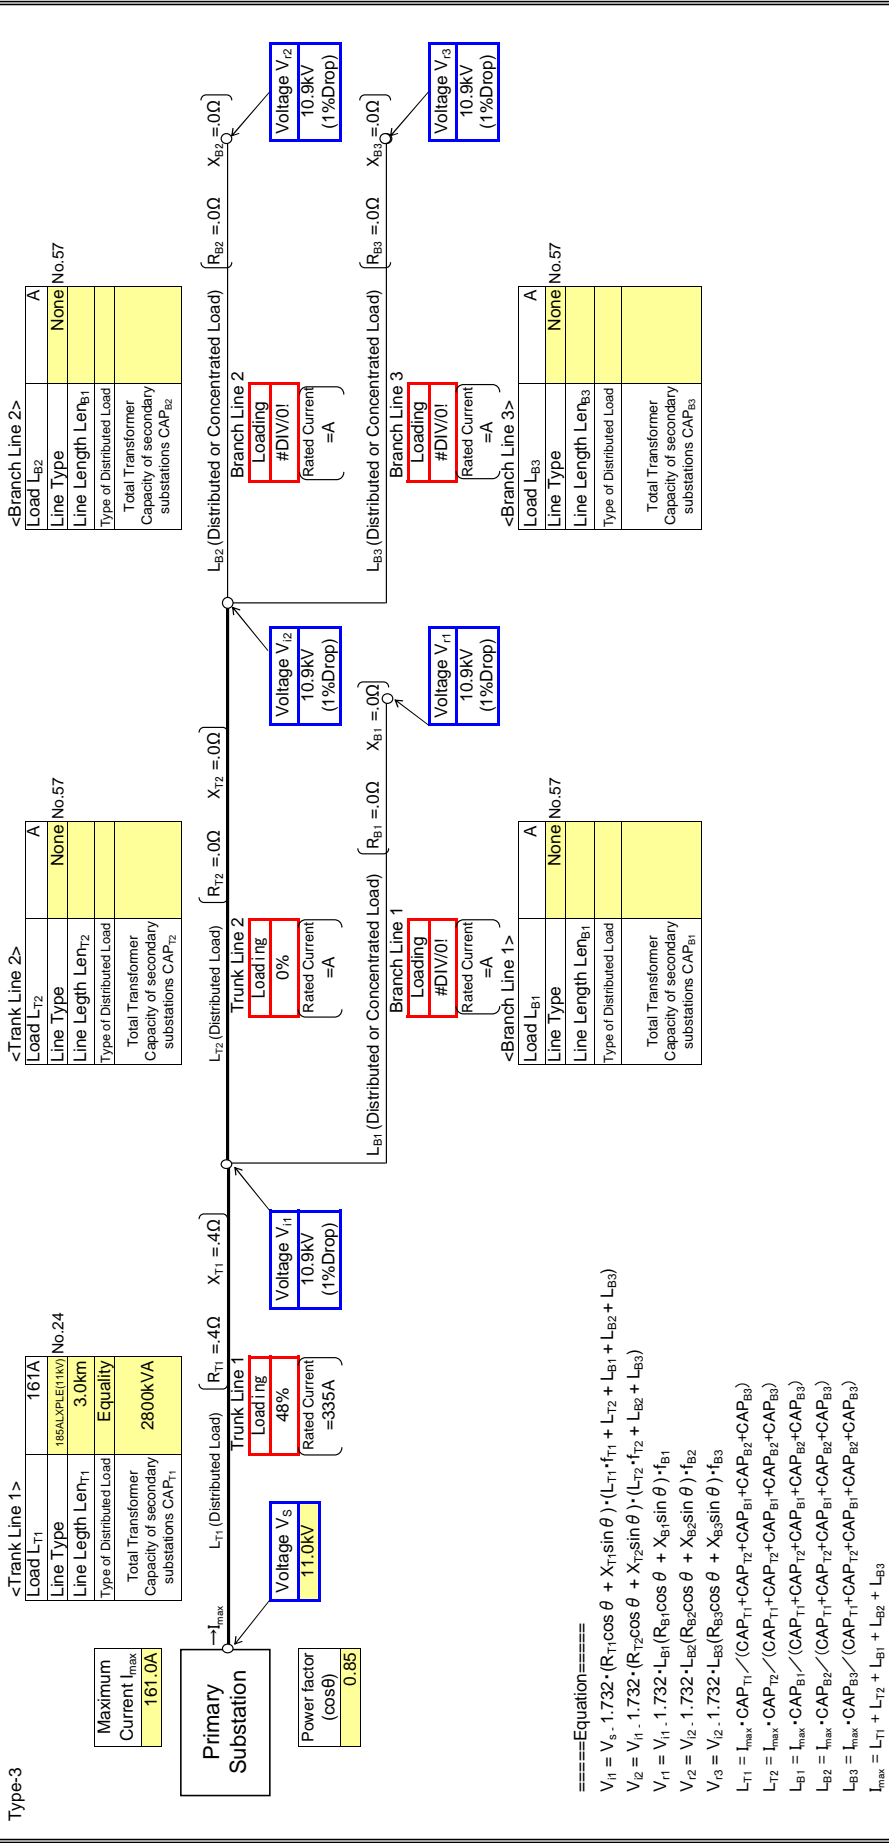 Type-3
<Trank Line 1>
Load L_T1 161A
Line Type 185ALXPLE(11kV) No.24
Line Legth Len_T1 3.0km
Type of Distributed Load Equality
Total Transformer
Capacity of secondary
substations CAP_T1
2800kVA
<Trank Line 2>
Load L_T2 A
Line Type None No.57
Line Legth Len_T2
Type of Distributed Load
Total Transformer
Capacity of secondary
substations CAP_T2
<Branch Line 2>
Load L_B2 A
Line Type None No.57
Line Length Len_B1
Type of Distributed Load
Total Transformer
Capacity of secondary
substations CAP_B2
Maximum
Current I_max
161.0A
Primary
Substation
Power factor
(cosθ)
0.85
→I_max
Voltage V_S
11.0kV
L_T1 (Distributed Load)
R_T1 =.4Ω X_T1 =.4Ω
Trunk Line 1
Loading
48%
Rated Current
=335A
Voltage V_i1
10.9kV
(1%Drop)
L_T2 (Distributed Load)
R_T2 =.0Ω X_T2 =.0Ω
Trunk Line 2
Loading
0%
Rated Current
=A
Voltage V_i2
10.9kV
(1%Drop)
L_B2 (Distributed or Concentrated Load)
R_B2 =.0Ω X_B2 =.0Ω
Branch Line 2
Loading
#DIV/0!
Rated Current
=A
Voltage V_r2
10.9kV
(1%Drop)
L_B1 (Distributed or Concentrated Load)
R_B1 =.0Ω X_B1 =.0Ω
Branch Line 1
Loading
#DIV/0!
Rated Current
=A
Voltage V_r1
10.9kV
(1%Drop)
L_B3 (Distributed or Concentrated Load)
R_B3 =.0Ω X_B3 =.0Ω
Branch Line 3
Loading
#DIV/0!
Rated Current
=A
Voltage V_r3
10.9kV
(1%Drop)
<Branch Line 1>
Load L_B1 A
Line Type None No.57
Line Length Len_B1
Type of Distributed Load
Total Transformer
Capacity of secondary
substations CAP_B1
<Branch Line 3>
Load L_B3 A
Line Type None No.57
Line Length Len_B3
Type of Distributed Load
Total Transformer
Capacity of secondary
substations CAP_B3
=====Equation=====
V_i1 = V_s - 1.732・(R_T1cosθ + X_T1sinθ)・(L_T1・f_T1 + L_T2 + L_B1 + L_B2 + L_B3)
V_i2 = V_i1 - 1.732・(R_T2cosθ + X_T2sinθ)・(L_T2・f_T2 + L_B2 + L_B3)
V_r1 = V_i1 - 1.732・L_B1(R_B1cosθ + X_B1sinθ)・f_B1
V_r2 = V_i2 - 1.732・L_B2(R_B2cosθ + X_B2sinθ)・f_B2
V_r3 = V_i2 - 1.732・L_B3(R_B3cosθ + X_B3sinθ)・f_B3
L_T1 = I_max・CAP_T1／(CAP_T1+CAP_T2+CAP_B1+CAP_B2+CAP_B3)
L_T2 = I_max・CAP_T2／(CAP_T1+CAP_T2+CAP_B1+CAP_B2+CAP_B3)
L_B1 = I_max・CAP_B1／(CAP_T1+CAP_T2+CAP_B1+CAP_B2+CAP_B3)
L_B2 = I_max・CAP_B2／(CAP_T1+CAP_T2+CAP_B1+CAP_B2+CAP_B3)
L_B3 = I_max・CAP_B3／(CAP_T1+CAP_T2+CAP_B1+CAP_B2+CAP_B3)
I_max = L_T1 + L_T2 + L_B1 + L_B2 + L_B3